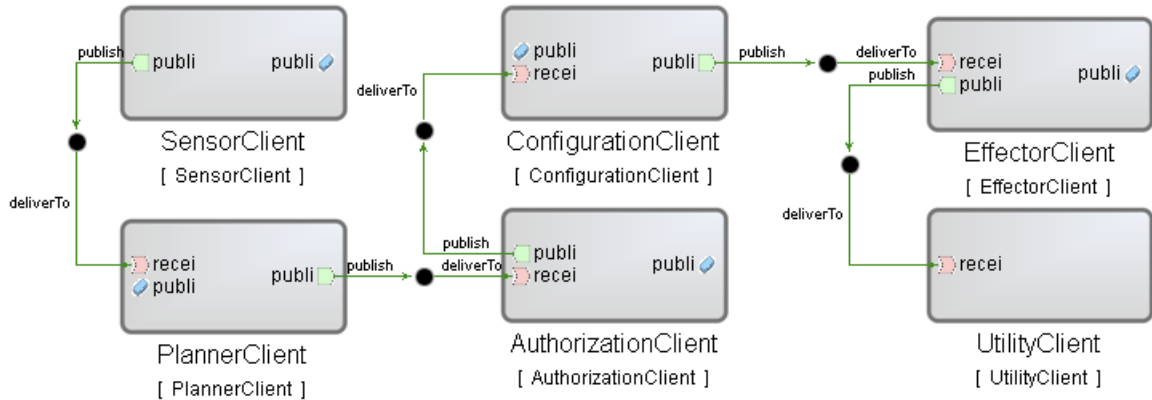 publish
publi
publi
SensorClient
[ SensorClient ]
deliverTo
recei
publi
publi
PlannerClient
[ PlannerClient ]
publish
deliverTo
publi
recei
publi
AuthorizationClient
[ AuthorizationClient ]
publish
deliverTo
publi
recei
publi
ConfigurationClient
[ ConfigurationClient ]
publish
deliverTo
recei
publi
publi
EffectorClient
[ EffectorClient ]
publish
deliverTo
recei
UtilityClient
[ UtilityClient ]